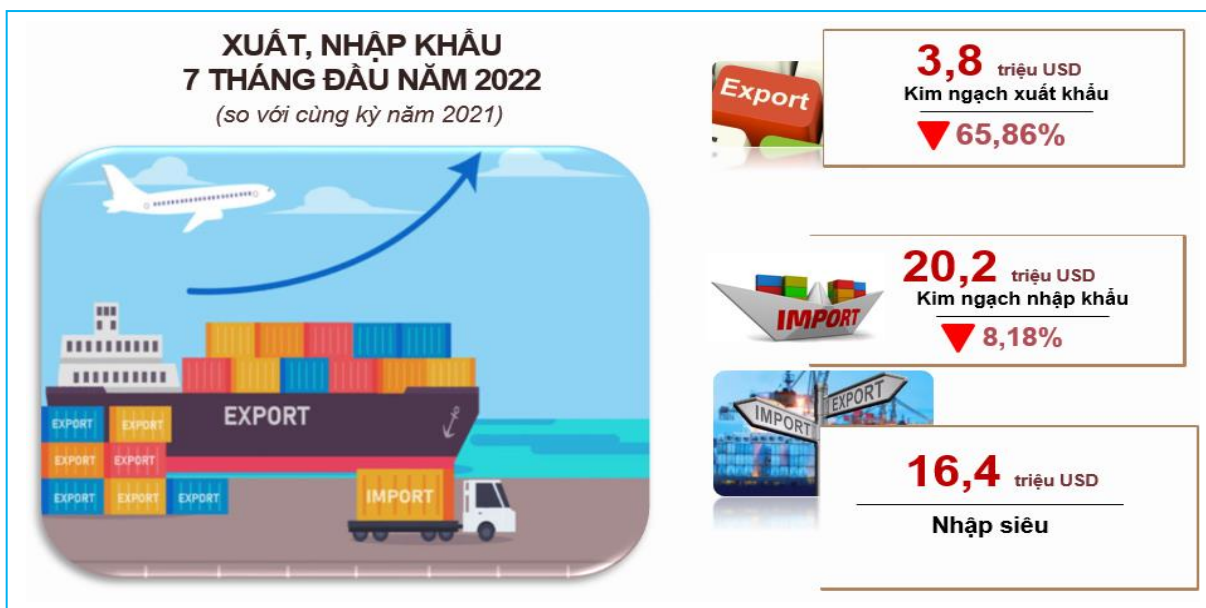 XUẤT, NHẬP KHẨU
7 THÁNG ĐẦU NĂM 2022
(so với cùng kỳ năm 2021)
EXPORT
EXPORT
EXPORT
EXPORT
EXPORT
EXPORT
EXPORT
EXPORT
IMPORT
Export
3,8 triệu USD
Kim ngạch xuất khẩu
65,86%
IMPORT
20,2 triệu USD
Kim ngạch nhập khẩu
8,18%
IMPORT
EXPORT
16,4 triệu USD
Nhập siêu